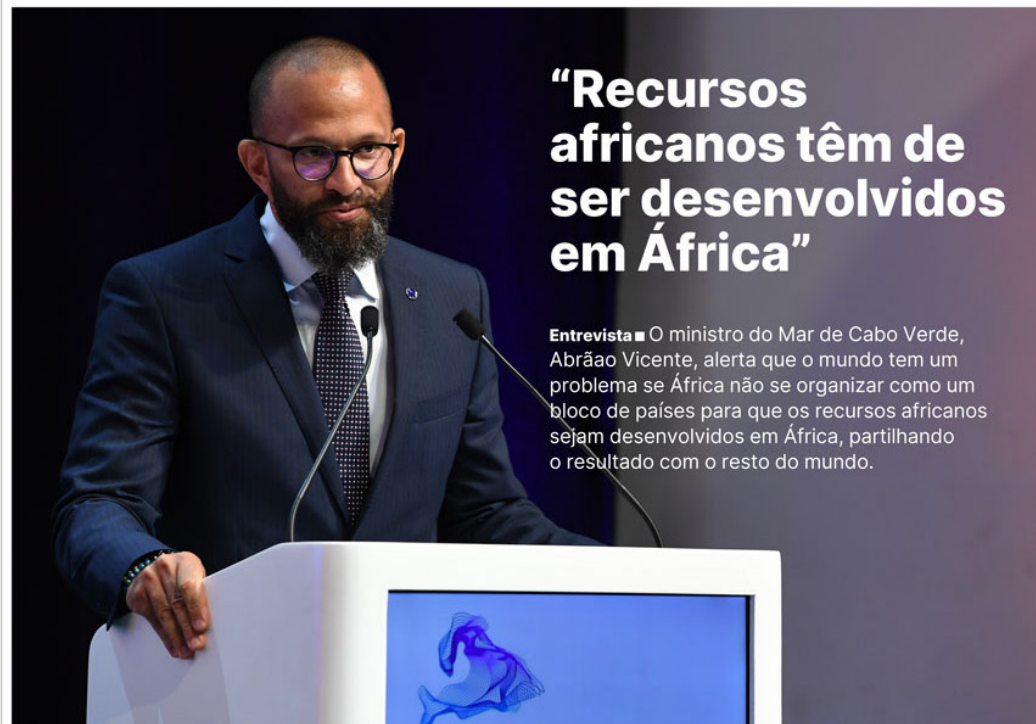 “Recursos
africanos têm de
ser desenvolvidos
em África”
Entrevista ■ O ministro do Mar de Cabo Verde,
Abrãao Vicente, alerta que o mundo tem um
problema se África não se organizar como um
bloco de países para que os recursos africanos
sejam desenvolvidos em África, partilhando
o resultado com o resto do mundo.